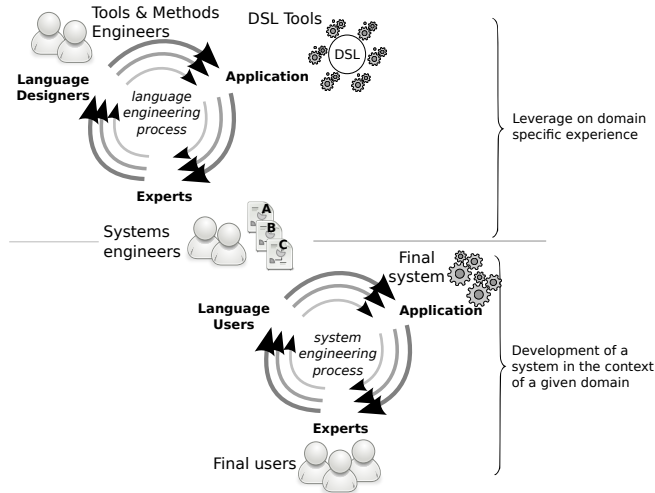 Tools & Methods
Engineers
DSL Tools
DSL
Language
Designers
Application
language
engineering
process
Experts
Leverage on domain
specific experience
Systems
engineers
A
B
C
Final
system
Language
Users
Application
system
engineering
process
Experts
Final users
Development of a
system in the context
of a given domain